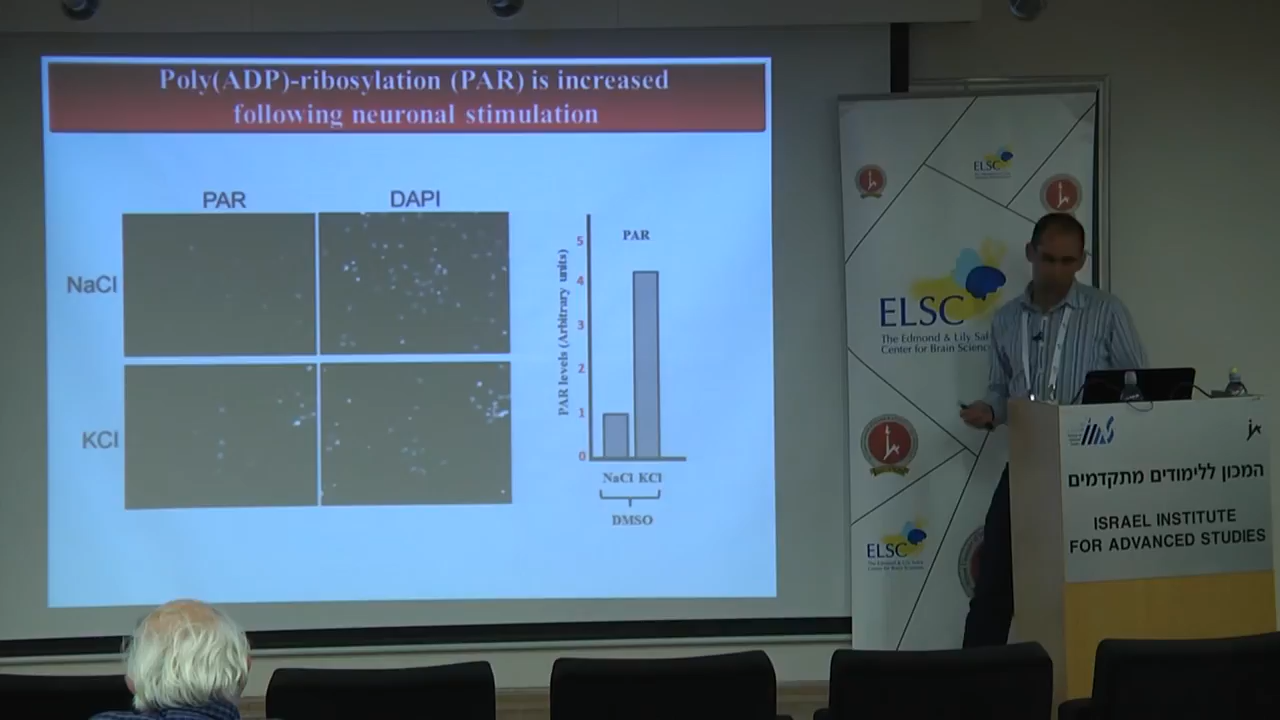 Poly(ADP)-ribosylation (PAR) is increased
following neuronal stimulation
PAR
DAPI
NaCl
KCl
PAR
PAR levels (Arbitrary units)
5
4
3
2
1
0
NaCl KCl
DMSO
ELSC
ELSC
The Edmond & Lily
Center for Brain
ELSC
המכון ללימודים מתקדמים
ISRAEL INSTITUTE
FOR ADVANCED STUDIES